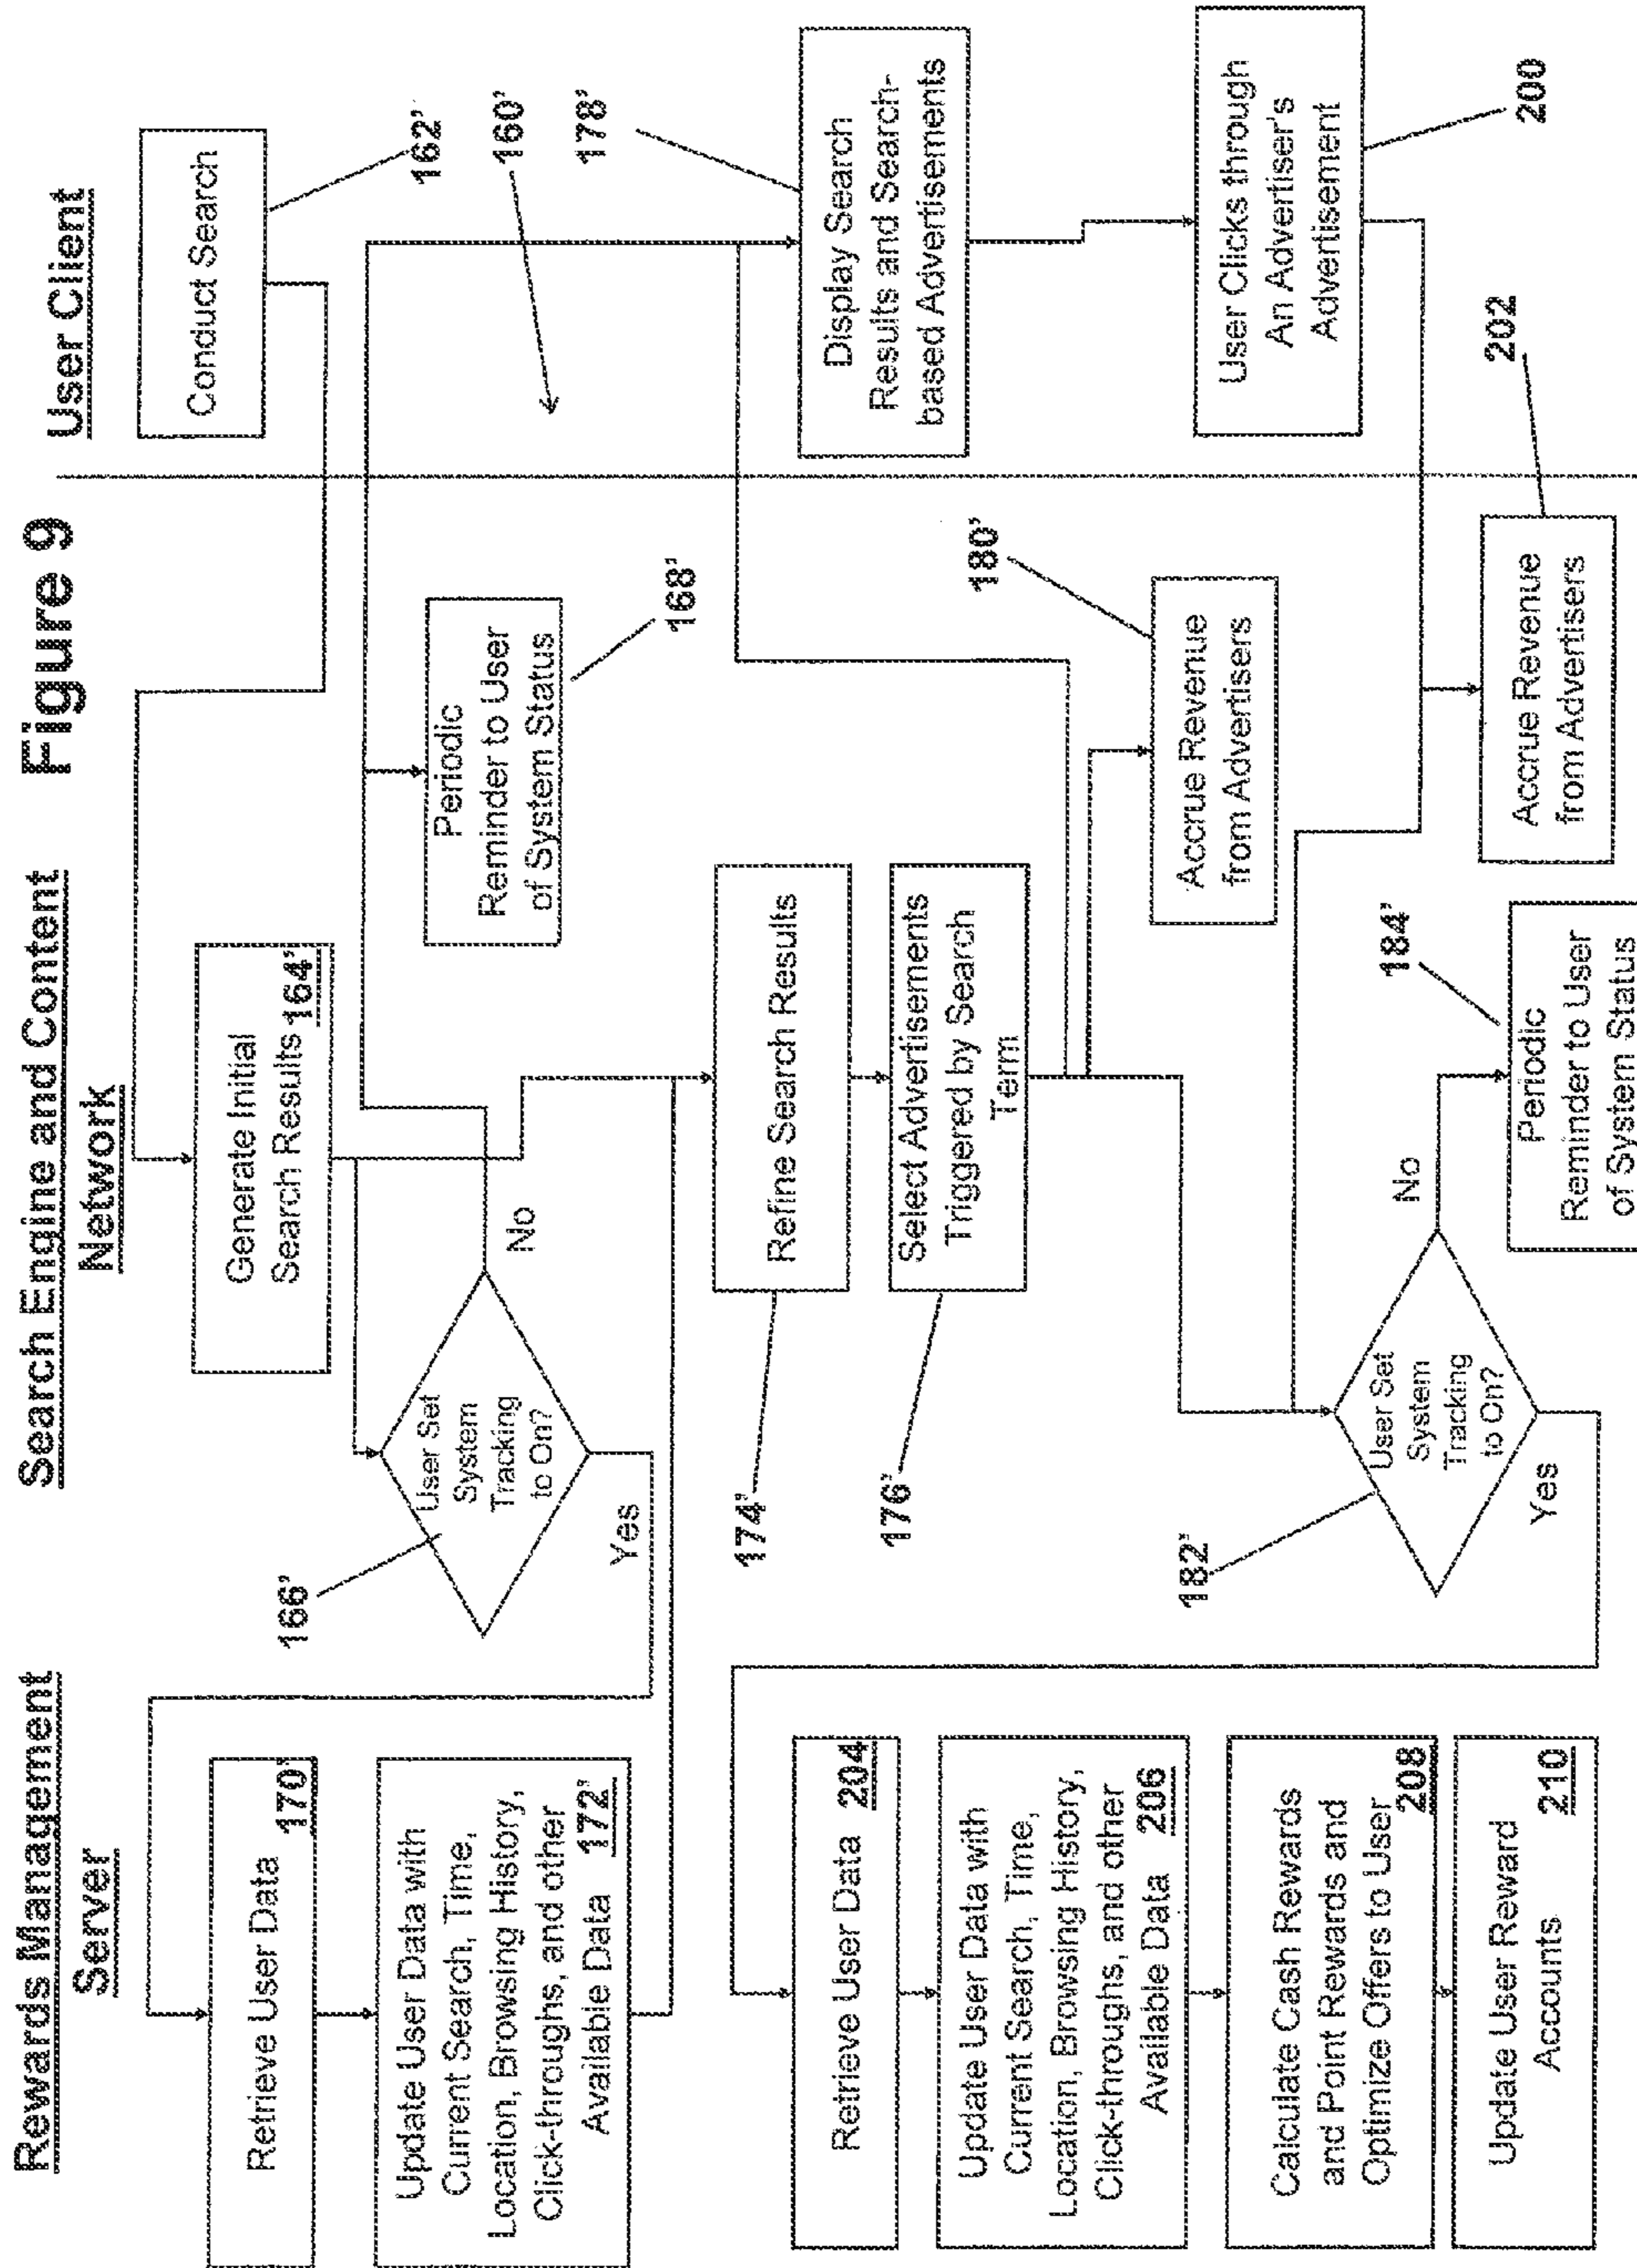 Figure 9
Rewards Management
Server
Search Engine and Content
Network
User Client
Retrieve User Data
170'
Update User Data with
Current Search, Time,
Location, Browsing History,
Click-throughs, and other
Available Data 172'
Retrieve User Data 204
Update User Data with
Current Search, Time,
Location, Browsing History,
Click-throughs, and other
Available Data 206
Calculate Cash Rewards
and Point Rewards and
Optimize Offers to User
208
Update User Reward
Accounts
210
Generate Initial
Search Results 164'
166'
User Set
System
Tracking
to On?
No
Yes
Periodic
Reminder to User
of System Status
168'
Refine Search Results
174'
Select Advertisements
Triggered by Search
Term
176'
Accrue Revenue
from Advertisers
180'
182'
User Set
System
Tracking
to On?
No
Yes
Periodic
Reminder to User
of System Status
184'
Accrue Revenue
from Advertisers
202
Conduct Search
162'
160'
178'
Display Search
Results and Search-
based Advertisements
User Clicks through
An Advertiser's
Advertisement
200